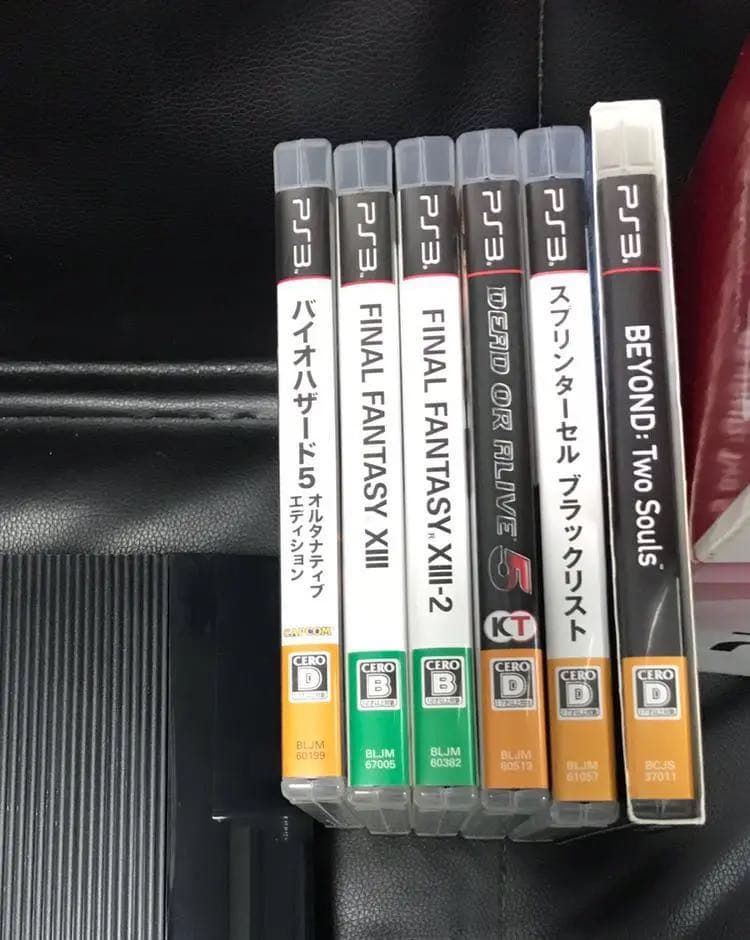 PS3
バイオハザード5
オルタナティブ
エディション
CAPCOM
CERO
D
BLJM
60199
PS3
FINAL FANTASY XIII
CERO
B
BLJM
67005
PS3
FINAL FANTASY XIII-2
CERO
B
BLJM
60382
PS3
DEAD OR ALIVE 5
KT
CERO
D
BLJM
60513
PS3
スプリンターセル ブラックリスト
CERO
D
BLJM
61057
PS3
BEYOND: Two Souls
CERO
D
BCJS
37011